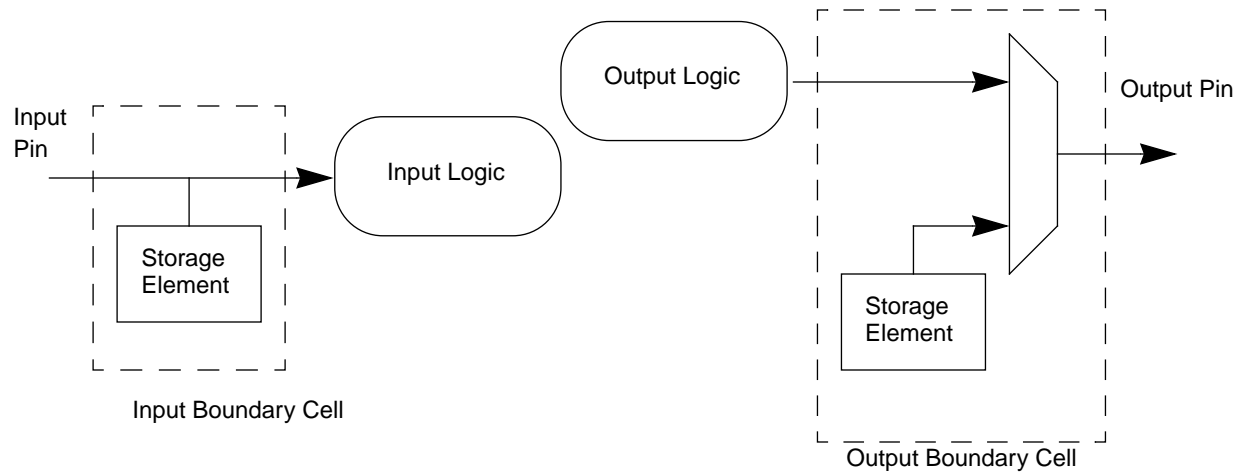 Output Logic
Output Pin
Input
Pin
Input Logic
Storage
Element
Storage
Element
Input Boundary Cell
Output Boundary Cell